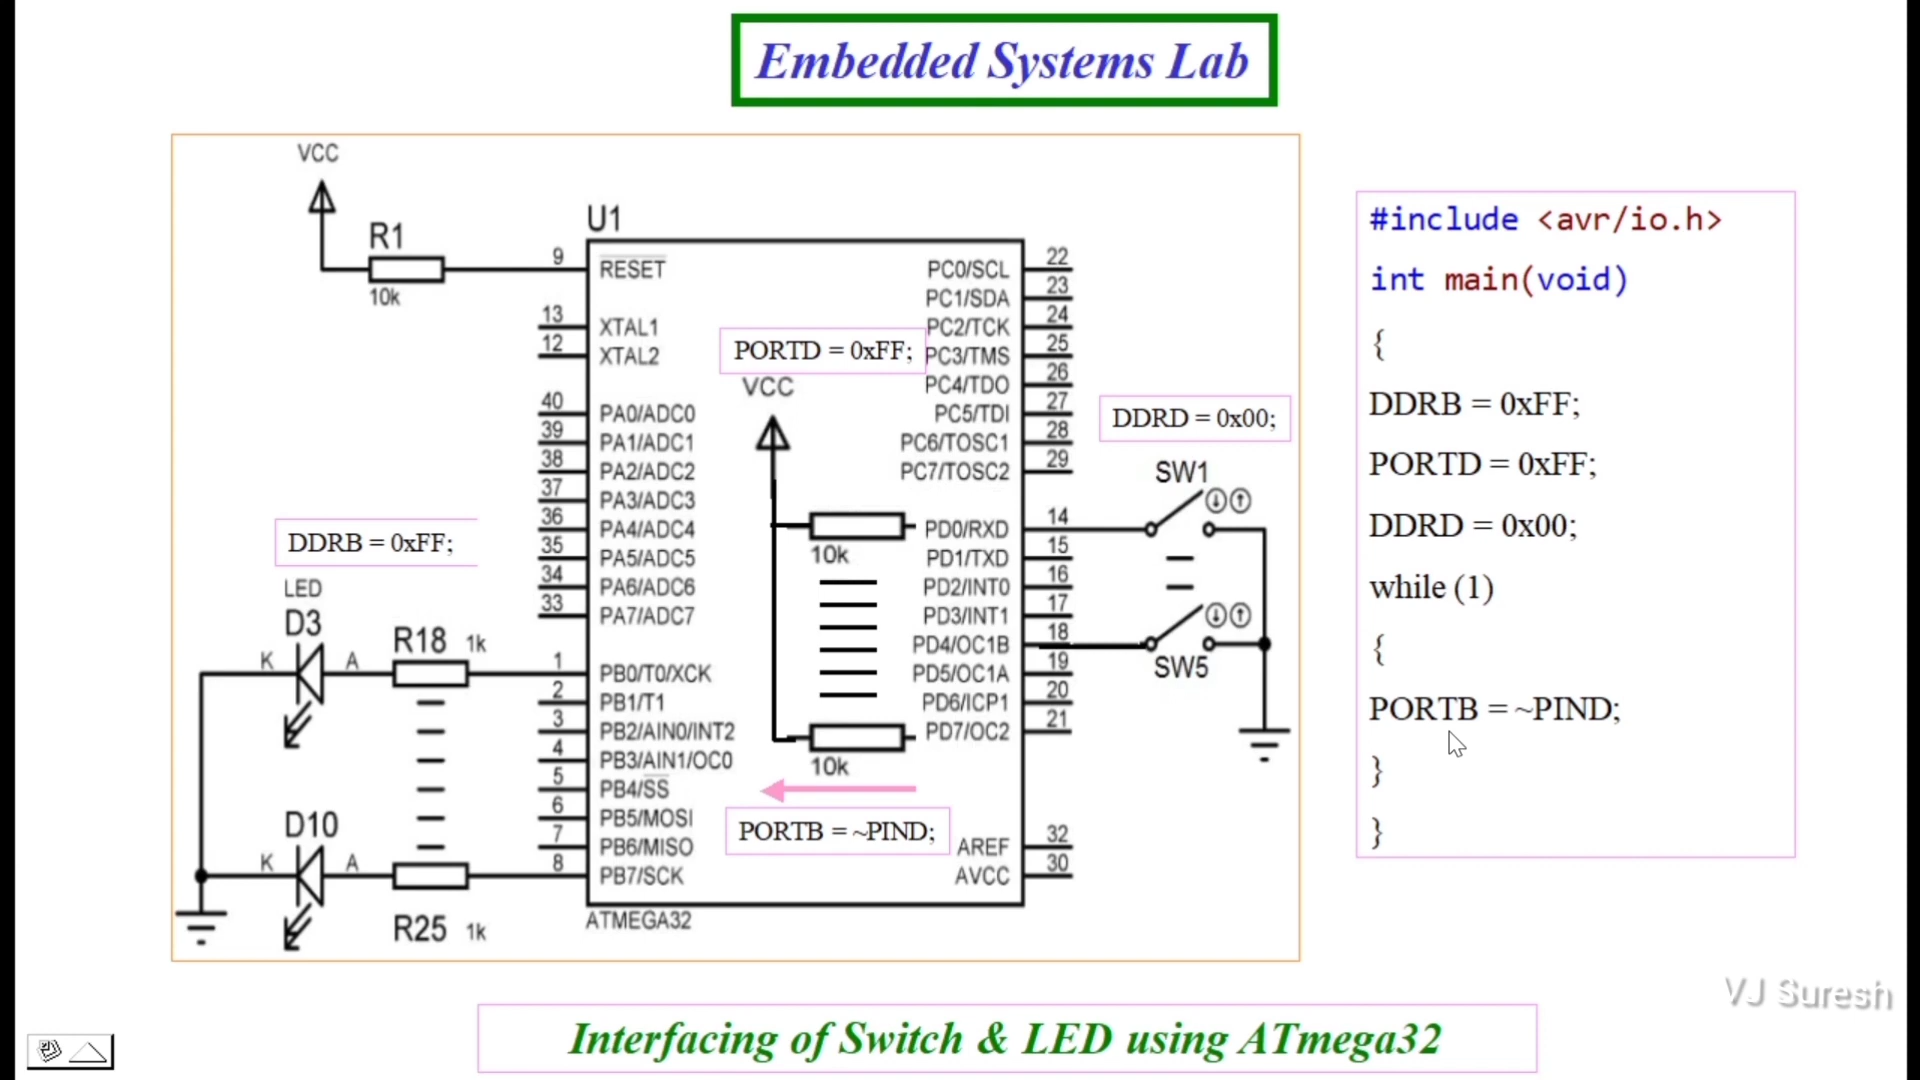 Embedded Systems Lab
VCC
R1
10k
U1
9
RESET
13
XTAL1
12
XTAL2
40
PA0/ADC0
39
PA1/ADC1
38
PA2/ADC2
37
PA3/ADC3
36
PA4/ADC4
35
PA5/ADC5
34
PA6/ADC6
33
PA7/ADC7
1
PB0/T0/XCK
2
PB1/T1
3
PB2/AIN0/INT2
4
PB3/AIN1/OC0
5
PB4/SS
6
PB5/MOSI
7
PB6/MISO
8
PB7/SCK
ATMEGA32
PC0/SCL
22
PC1/SDA
23
PC2/TCK
24
PC3/TMS
25
PC4/TDO
26
PC5/TDI
27
PC6/TOSC1
28
PC7/TOSC2
29
PD0/RXD
14
PD1/TXD
15
PD2/INT0
16
PD3/INT1
17
PD4/OC1B
18
PD5/OC1A
19
PD6/ICP1
20
PD7/OC2
21
AREF
32
AVCC
30
PORTD = 0xFF;
VCC
10k
10k
PORTB = ~PIND;
DDRD = 0x00;
SW1
SW5
DDRB = 0xFF;
LED
D3
K
A
R18
1k
D10
K
A
R25
1k
#include <avr/io.h>
int main(void)
{
DDRB = 0xFF;
PORTD = 0xFF;
DDRD = 0x00;
while (1)
{
PORTB = ~PIND;
}
}
VJ Suresh
Interfacing of Switch & LED using ATmega32